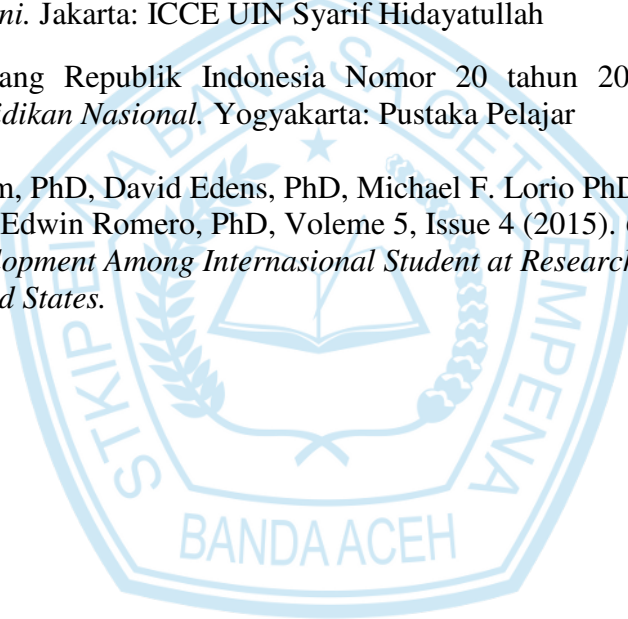 ni. Jakarta: ICCE UIN Syarif Hidayatullah
ang Republik Indonesia Nomor 20 tahun 20
idikan Nasional. Yogyakarta: Pustaka Pelajar
m, PhD, David Edens, PhD, Michael F. Lorio PhD
Edwin Romero, PhD, Voleme 5, Issue 4 (2015).
lopment Among Internasional Student at Research
d States.
STKIP BINA BANGSA GETSEMPENA
BANDA ACEH